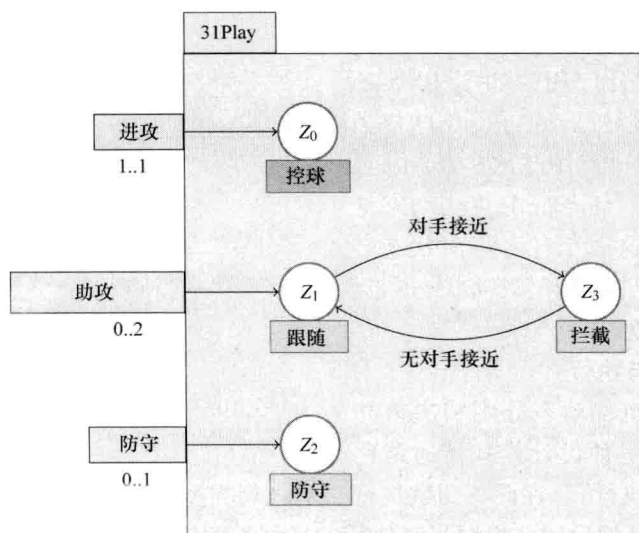 31Play
进攻
1..1
Z0
控球
对手接近
助攻
0..2
Z1
跟随
Z3
拦截
无对手接近
防守
0..1
Z2
防守